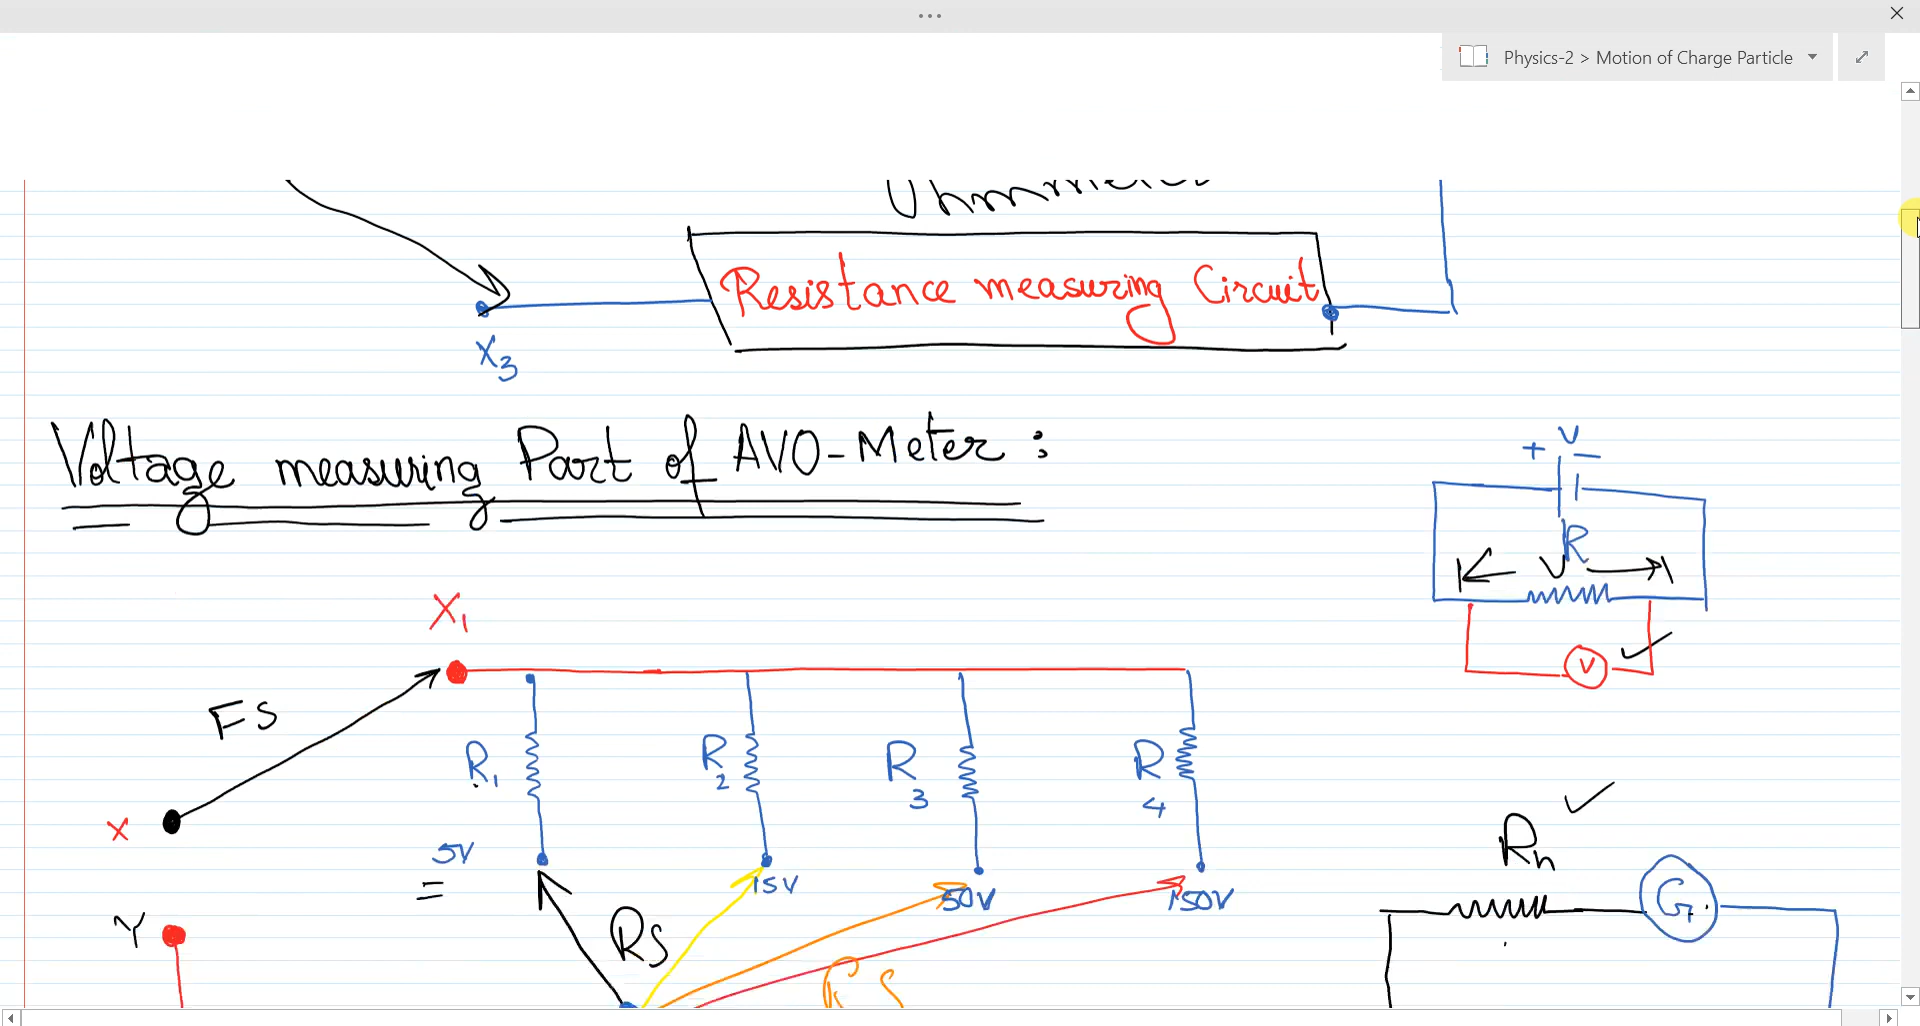 Physics-2 > Motion of Charge Particle
Ohmmeter
Resistance measuring Circuit
X3
Voltage measuring Part of AVO-Meter :
+ V −
R
V
V
X1
FS
R1
R2
R3
R4
X
5V
=
15V
50V
150V
Rh
G
Y
RS